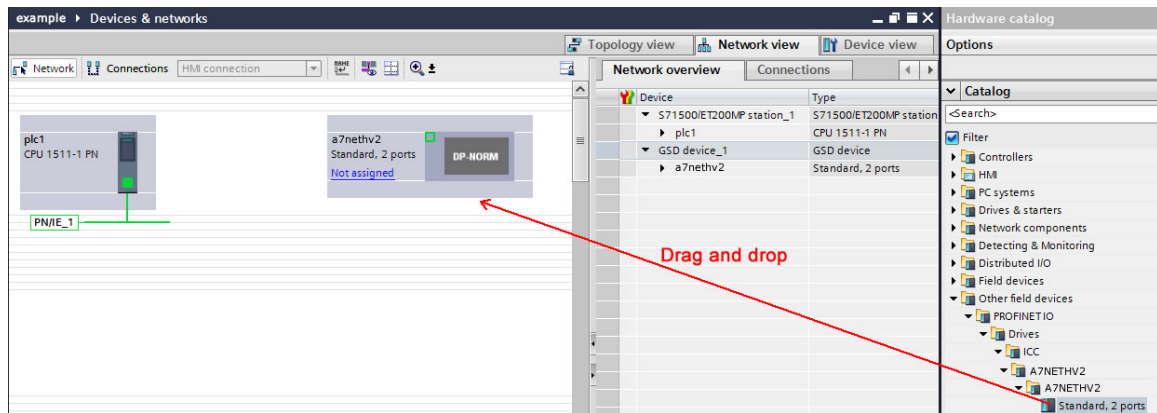 example ▸ Devices & networks
Topology view
Network view
Device view
Network
Connections
HMI connection
plc1
CPU 1511-1 PN
PN/IE_1
a7nethv2
Standard, 2 ports
Not assigned
DP-NORM
Drag and drop
Network overview
Connections
Device
Type
S71500/ET200MP station_1
S71500/ET200MP station
plc1
CPU 1511-1 PN
GSD device_1
GSD device
a7nethv2
Standard, 2 ports
Hardware catalog
Options
Catalog
<Search>
Filter
Controllers
HMI
PC systems
Drives & starters
Network components
Detecting & Monitoring
Distributed I/O
Field devices
Other field devices
PROFINET IO
Drives
ICC
A7NETHV2
A7NETHV2
Standard, 2 ports